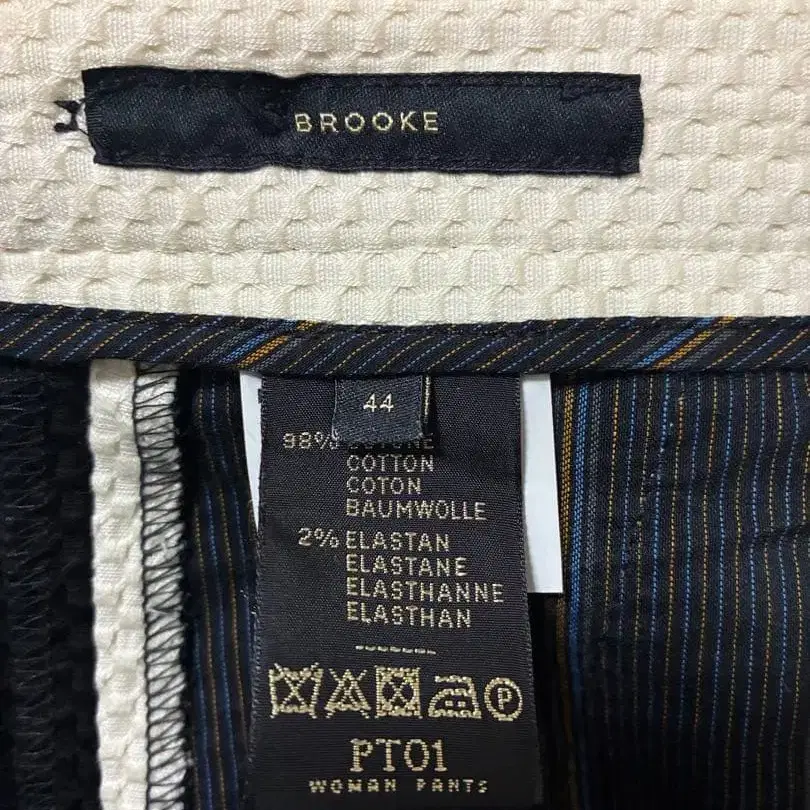 BROOKE
44
98%
COTTON
COTON
BAUMWOLLE
2% ELASTAN
ELASTANE
ELASTHANNE
ELASTHAN
P
PT01
WOMAN PANTS